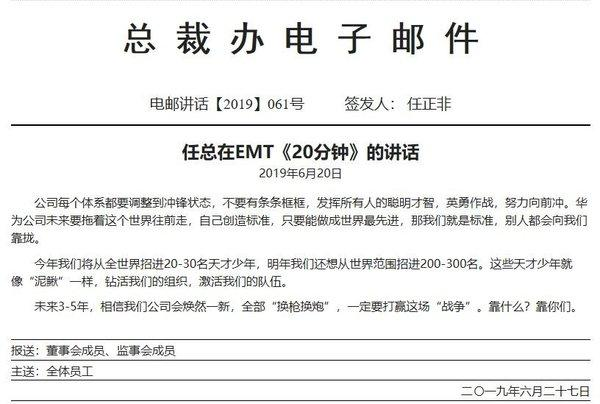 总裁办电子邮件
电邮讲话【2019】061号 签发人： 任正非
任总在EMT《20分钟》的讲话
2019年6月20日
公司每个体系都要调整到冲锋状态，不要有条条框框，发挥所有人的聪明才智，英勇作战，努力向前冲。华
为公司未来要拖着这个世界往前走，自己创造标准，只要能做成世界最先进，那我们就是标准，别人都会向我们
靠拢。
今年我们将从全世界招进20-30名天才少年，明年我们还想从世界范围招进200-300名。这些天才少年就
像“泥鳅”一样，钻活我们的组织，激活我们的队伍。
未来3-5年，相信我们公司会焕然一新，全部“换枪换炮”，一定要打赢这场“战争”。靠什么？靠你们。
报送：董事会成员、监事会成员
主送：全体员工
二〇一九年六月二十七日